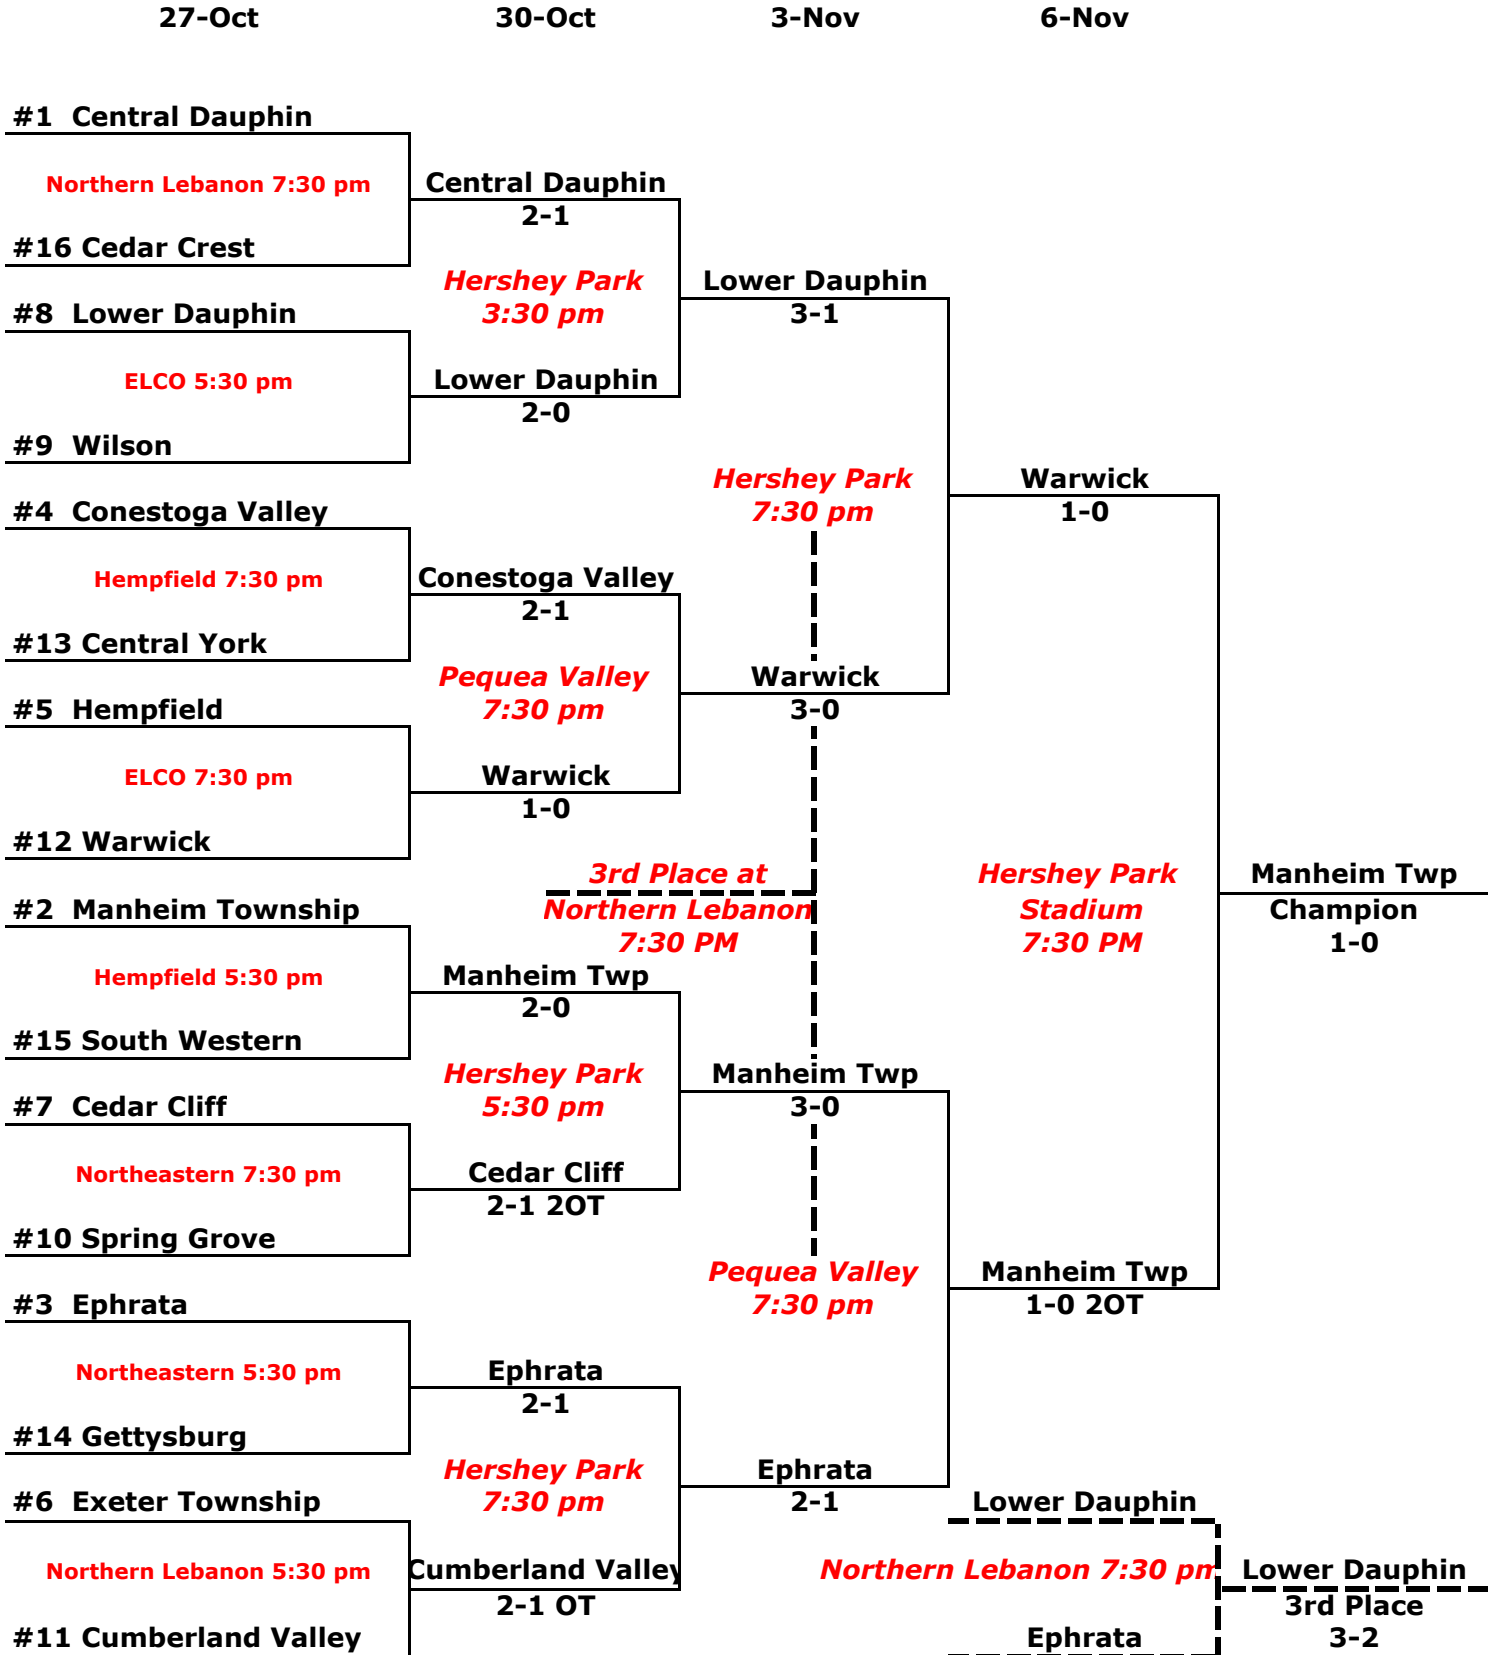 27-Oct 30-Oct 3-Nov 6-Nov
#1 Central Dauphin
Northern Lebanon 7:30 pm
Central Dauphin
2-1
#16 Cedar Crest
Hershey Park
3:30 pm
Lower Dauphin
3-1
#8 Lower Dauphin
ELCO 5:30 pm
Lower Dauphin
2-0
#9 Wilson
Hershey Park
7:30 pm
Warwick
1-0
#4 Conestoga Valley
Hempfield 7:30 pm
Conestoga Valley
2-1
#13 Central York
Pequea Valley
7:30 pm
Warwick
3-0
#5 Hempfield
ELCO 7:30 pm
Warwick
1-0
#12 Warwick
3rd Place at
Northern Lebanon
7:30 PM
Hershey Park
Stadium
7:30 PM
Manheim Twp
Champion
1-0
#2 Manheim Township
Hempfield 5:30 pm
Manheim Twp
2-0
#15 South Western
Hershey Park
5:30 pm
Manheim Twp
3-0
#7 Cedar Cliff
Northeastern 7:30 pm
Cedar Cliff
2-1 2OT
#10 Spring Grove
Pequea Valley
7:30 pm
Manheim Twp
1-0 2OT
#3 Ephrata
Northeastern 5:30 pm
Ephrata
2-1
#14 Gettysburg
Hershey Park
7:30 pm
Ephrata
2-1
#6 Exeter Township
Lower Dauphin
Northern Lebanon 5:30 pm
Cumberland Valley
2-1 OT
Northern Lebanon 7:30 pm
Lower Dauphin
3rd Place
3-2
#11 Cumberland Valley
Ephrata